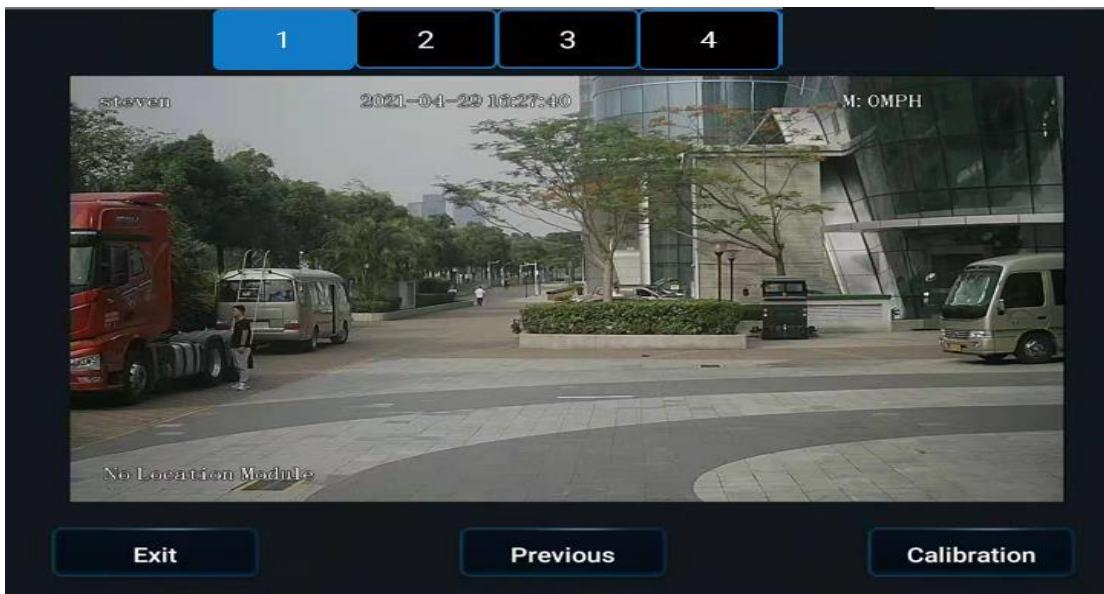 1 2 3 4
steven 2021-04-29 16:27:40 M: 0MPH
No Location Module
Exit Previous Calibration